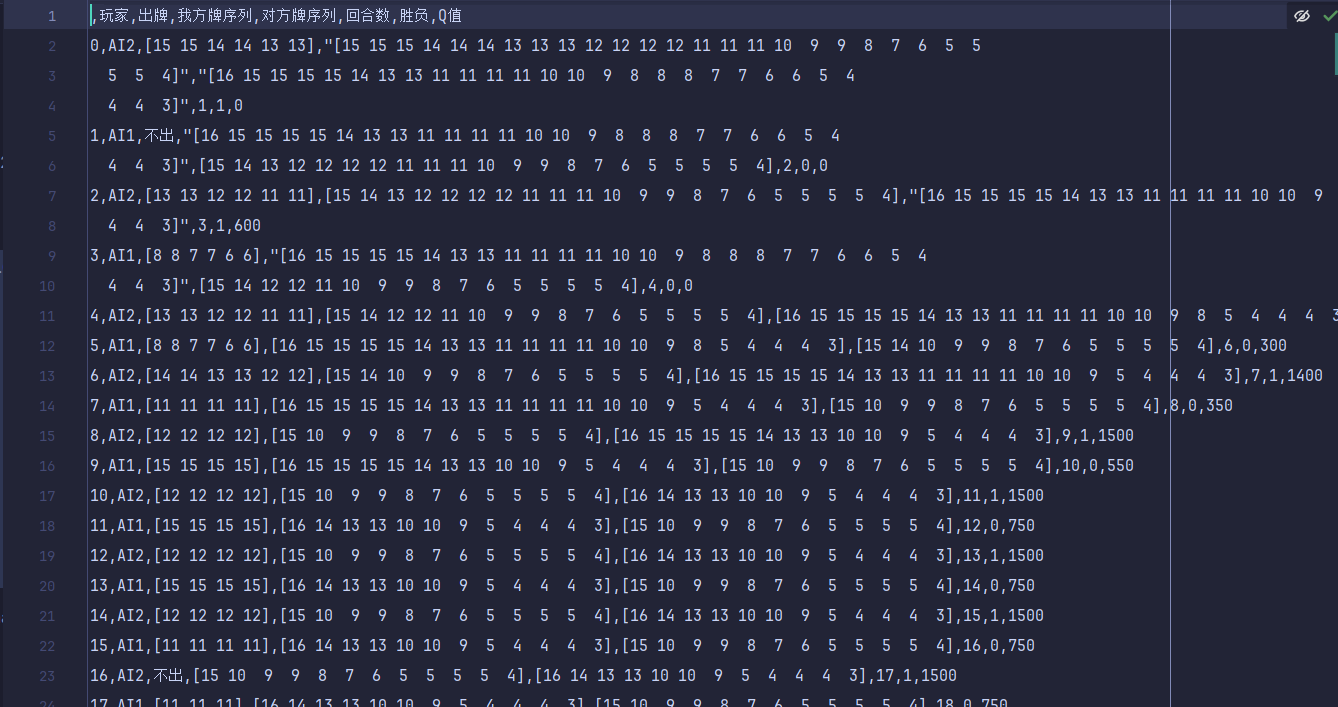 1 ,玩家,出牌,我方牌序列,对方牌序列,回合数,胜负,Q值
2 0,AI2,[15 15 14 14 13 13],"[15 15 15 14 14 14 13 13 13 12 12 12 12 11 11 11 10  9  9  8  7  6  5  5
3   5  5  4]","[16 15 15 15 15 14 13 13 11 11 11 11 10 10  9  8  8  8  7  7  6  6  5  4
4   4  4  3]",1,1,0
5 1,AI1,不出,"[16 15 15 15 15 14 13 13 11 11 11 11 10 10  9  8  8  8  7  7  6  6  5  4
6   4  4  3]",[15 14 13 12 12 12 12 11 11 11 10  9  9  8  7  6  5  5  5  5  4],2,0,0
7 2,AI2,[13 13 12 12 11 11],[15 14 13 12 12 12 12 11 11 11 10  9  9  8  7  6  5  5  5  5  4],"[16 15 15 15 15 14 13 13 11 11 11 11 10 10  9
8   4  4  3]",3,1,600
9 3,AI1,[8 8 7 7 6 6],"[16 15 15 15 15 14 13 13 11 11 11 11 10 10  9  8  8  8  7  7  6  6  5  4
10   4  4  3]",[15 14 12 12 11 10  9  9  8  7  6  5  5  5  5  4],4,0,0
11 4,AI2,[13 13 12 12 11 11],[15 14 12 12 11 10  9  9  8  7  6  5  5  5  5  4],[16 15 15 15 15 14 13 13 11 11 11 11 10 10  9  8  5  4  4  4  3
12 5,AI1,[8 8 7 7 6 6],[16 15 15 15 15 14 13 13 11 11 11 11 10 10  9  8  5  4  4  4  3],[15 14 10  9  9  8  7  6  5  5  5  5  4],6,0,300
13 6,AI2,[14 14 13 13 12 12],[15 14 10  9  9  8  7  6  5  5  5  5  4],[16 15 15 15 15 14 13 13 11 11 11 11 10 10  9  5  4  4  4  3],7,1,1400
14 7,AI1,[11 11 11 11],[16 15 15 15 15 14 13 13 11 11 11 11 10 10  9  5  4  4  4  3],[15 10  9  9  8  7  6  5  5  5  5  4],8,0,350
15 8,AI2,[12 12 12 12],[15 10  9  9  8  7  6  5  5  5  5  4],[16 15 15 15 15 14 13 13 10 10  9  5  4  4  4  3],9,1,1500
16 9,AI1,[15 15 15 15],[16 15 15 15 15 14 13 13 10 10  9  5  4  4  4  3],[15 10  9  9  8  7  6  5  5  5  5  4],10,0,550
17 10,AI2,[12 12 12 12],[15 10  9  9  8  7  6  5  5  5  5  4],[16 14 13 13 10 10  9  5  4  4  4  3],11,1,1500
18 11,AI1,[15 15 15 15],[16 14 13 13 10 10  9  5  4  4  4  3],[15 10  9  9  8  7  6  5  5  5  5  4],12,0,750
19 12,AI2,[12 12 12 12],[15 10  9  9  8  7  6  5  5  5  5  4],[16 14 13 13 10 10  9  5  4  4  4  3],13,1,1500
20 13,AI1,[15 15 15 15],[16 14 13 13 10 10  9  5  4  4  4  3],[15 10  9  9  8  7  6  5  5  5  5  4],14,0,750
21 14,AI2,[12 12 12 12],[15 10  9  9  8  7  6  5  5  5  5  4],[16 14 13 13 10 10  9  5  4  4  4  3],15,1,1500
22 15,AI1,[11 11 11 11],[16 14 13 13 10 10  9  5  4  4  4  3],[15 10  9  9  8  7  6  5  5  5  5  4],16,0,750
23 16,AI2,不出,[15 10  9  9  8  7  6  5  5  5  5  4],[16 14 13 13 10 10  9  5  4  4  4  3],17,1,1500
24 17,AI1,[11 11 11],[16 14 13 13 10 10  9  5  4  4  4  3],[15 10  9  9  8  7  6  5  5  5  5  4],18,0,750